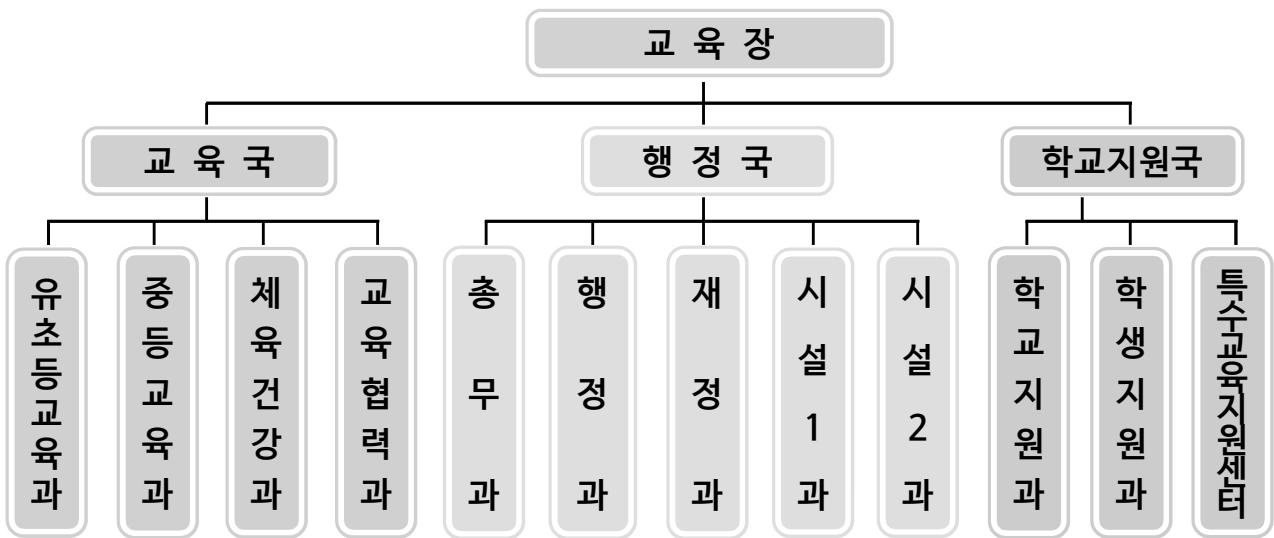 교 육 장
교 육 국
행 정 국
학교지원국
유초등교육과
중등교육과
체육건강과
교육협력과
총무과
행정과
재정과
시설1과
시설2과
학교지원과
학생지원과
특수교육지원센터